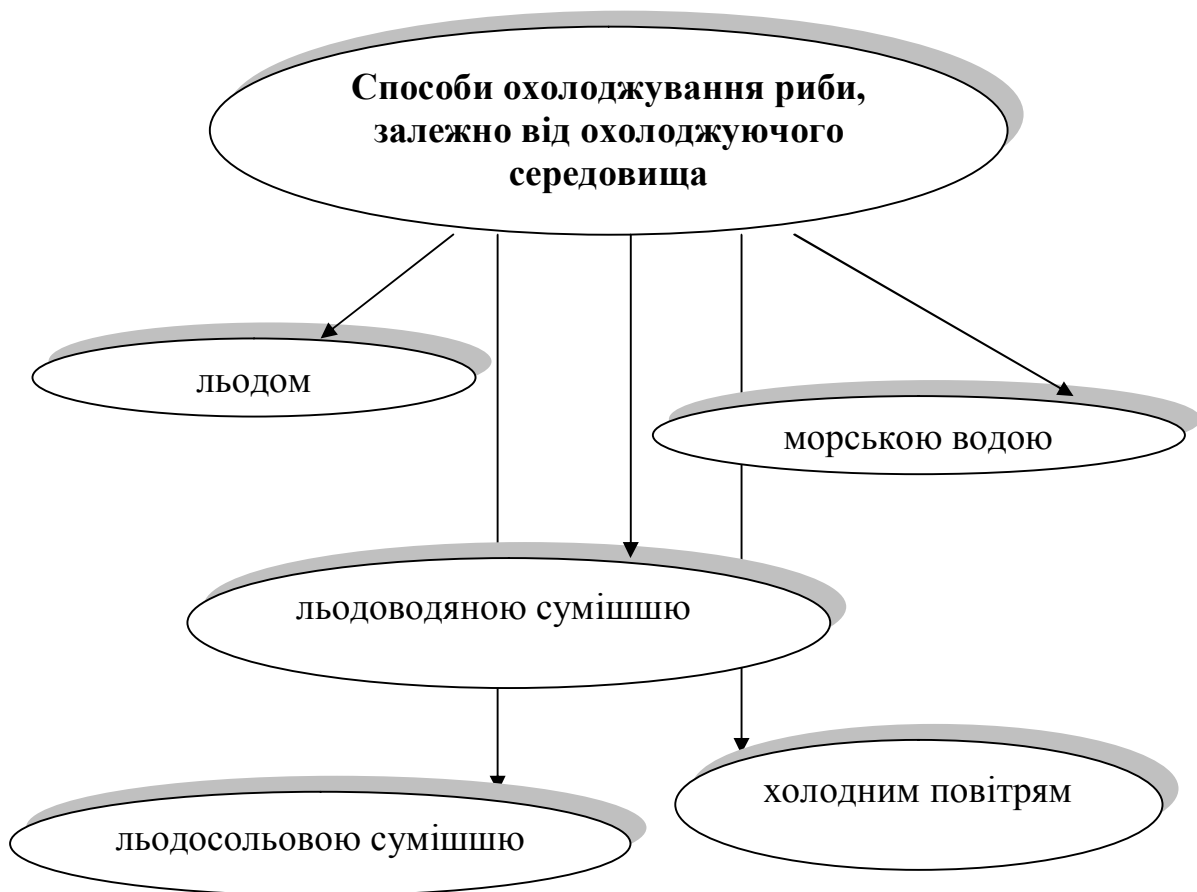 Способи охолоджування риби,
залежно від охолоджуючого
середовища
льодом
морською водою
льодоводяною сумішшю
холодним повітрям
льодосольовою сумішшю